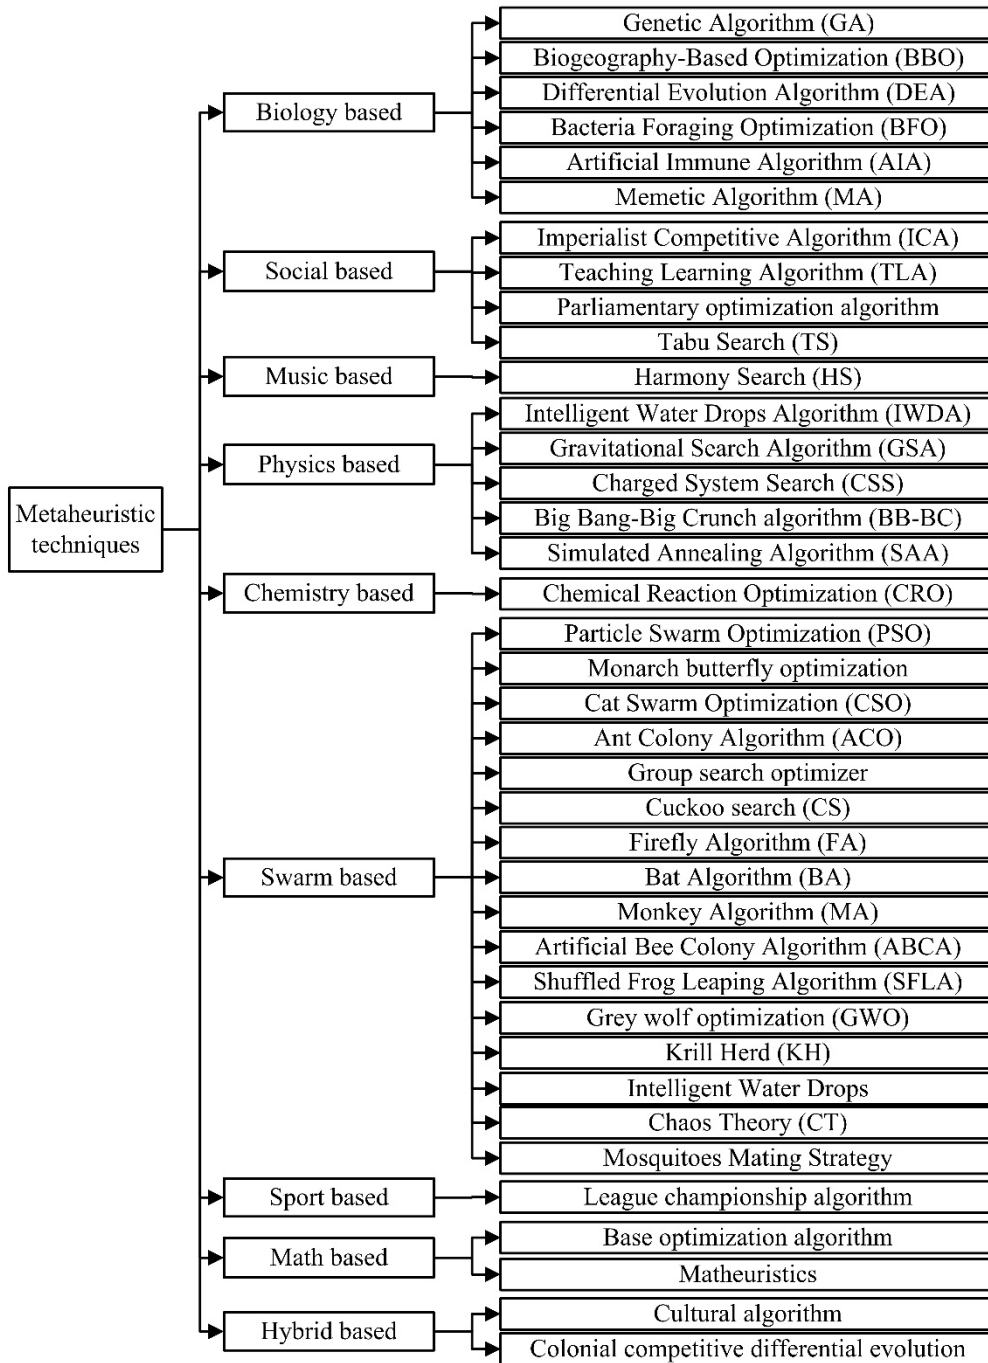 Metaheuristic
techniques
Biology based
Genetic Algorithm (GA)
Biogeography-Based Optimization (BBO)
Differential Evolution Algorithm (DEA)
Bacteria Foraging Optimization (BFO)
Artificial Immune Algorithm (AIA)
Memetic Algorithm (MA)
Social based
Imperialist Competitive Algorithm (ICA)
Teaching Learning Algorithm (TLA)
Parliamentary optimization algorithm
Tabu Search (TS)
Music based
Harmony Search (HS)
Physics based
Intelligent Water Drops Algorithm (IWDA)
Gravitational Search Algorithm (GSA)
Charged System Search (CSS)
Big Bang-Big Crunch algorithm (BB-BC)
Simulated Annealing Algorithm (SAA)
Chemistry based
Chemical Reaction Optimization (CRO)
Swarm based
Particle Swarm Optimization (PSO)
Monarch butterfly optimization
Cat Swarm Optimization (CSO)
Ant Colony Algorithm (ACO)
Group search optimizer
Cuckoo search (CS)
Firefly Algorithm (FA)
Bat Algorithm (BA)
Monkey Algorithm (MA)
Artificial Bee Colony Algorithm (ABCA)
Shuffled Frog Leaping Algorithm (SFLA)
Grey wolf optimization (GWO)
Krill Herd (KH)
Intelligent Water Drops
Chaos Theory (CT)
Mosquitoes Mating Strategy
Sport based
League championship algorithm
Math based
Base optimization algorithm
Matheuristics
Hybrid based
Cultural algorithm
Colonial competitive differential evolution